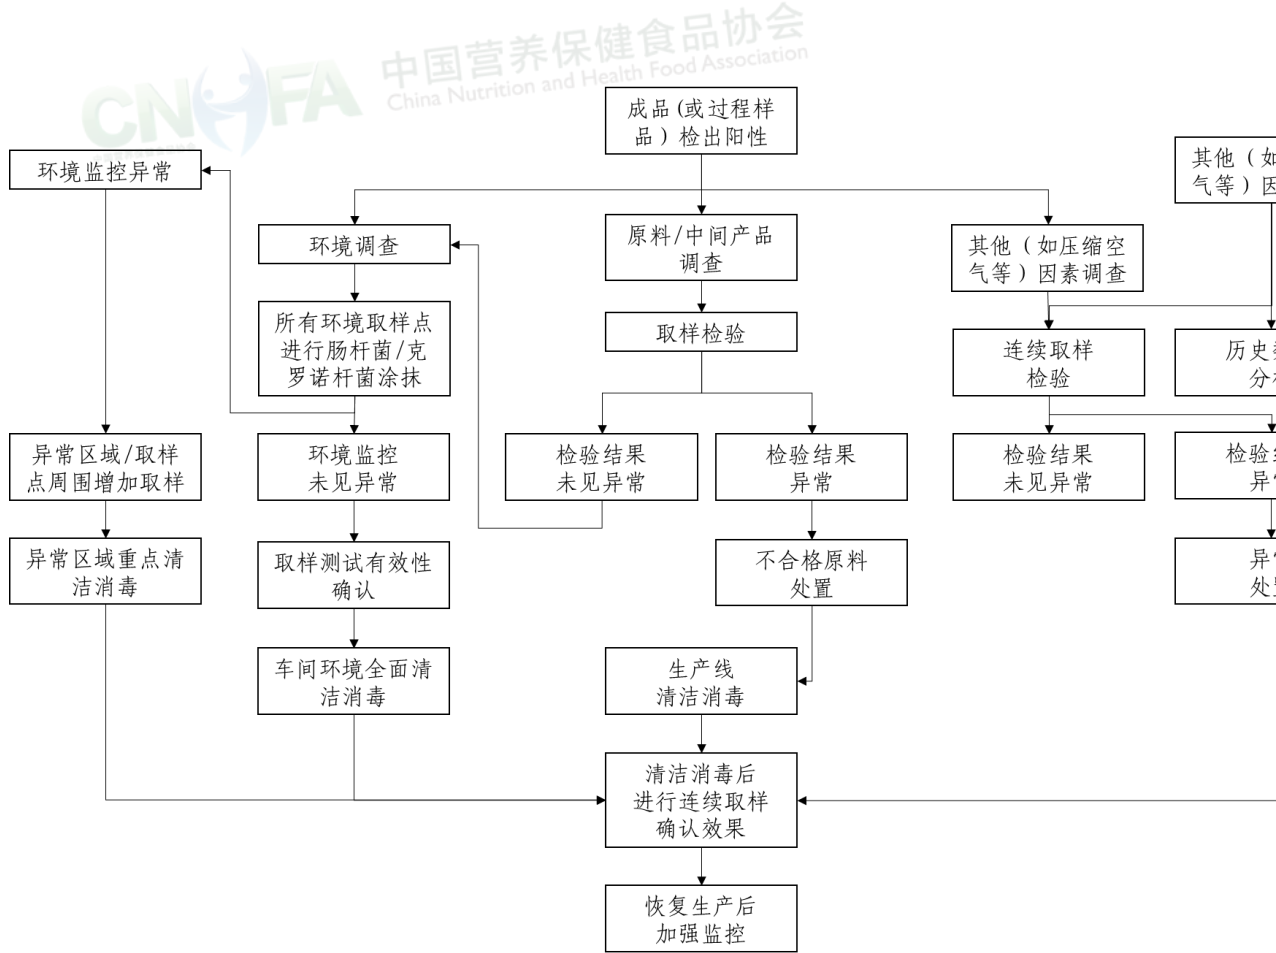 中国营养保健食品协会
China Nutrition and Health Food Association
CNHFA
成品(或过程样
品）检出阳性
环境监控异常
其他（如
气等）因
环境调查
原料/中间产品
调查
其他（如压缩空
气等）因素调查
所有环境取样点
进行肠杆菌/克
罗诺杆菌涂抹
取样检验
连续取样
检验
历史
异常区域/取样
点周围增加取样
环境监控
未见异常
检验结果
未见异常
检验结果
异常
检验结果
未见异常
检验
异常区域重点清
洁消毒
取样测试有效性
确认
不合格原料
处置
车间环境全面清
洁消毒
生产线
清洁消毒
清洁消毒后
进行连续取样
确认效果
恢复生产后
加强监控